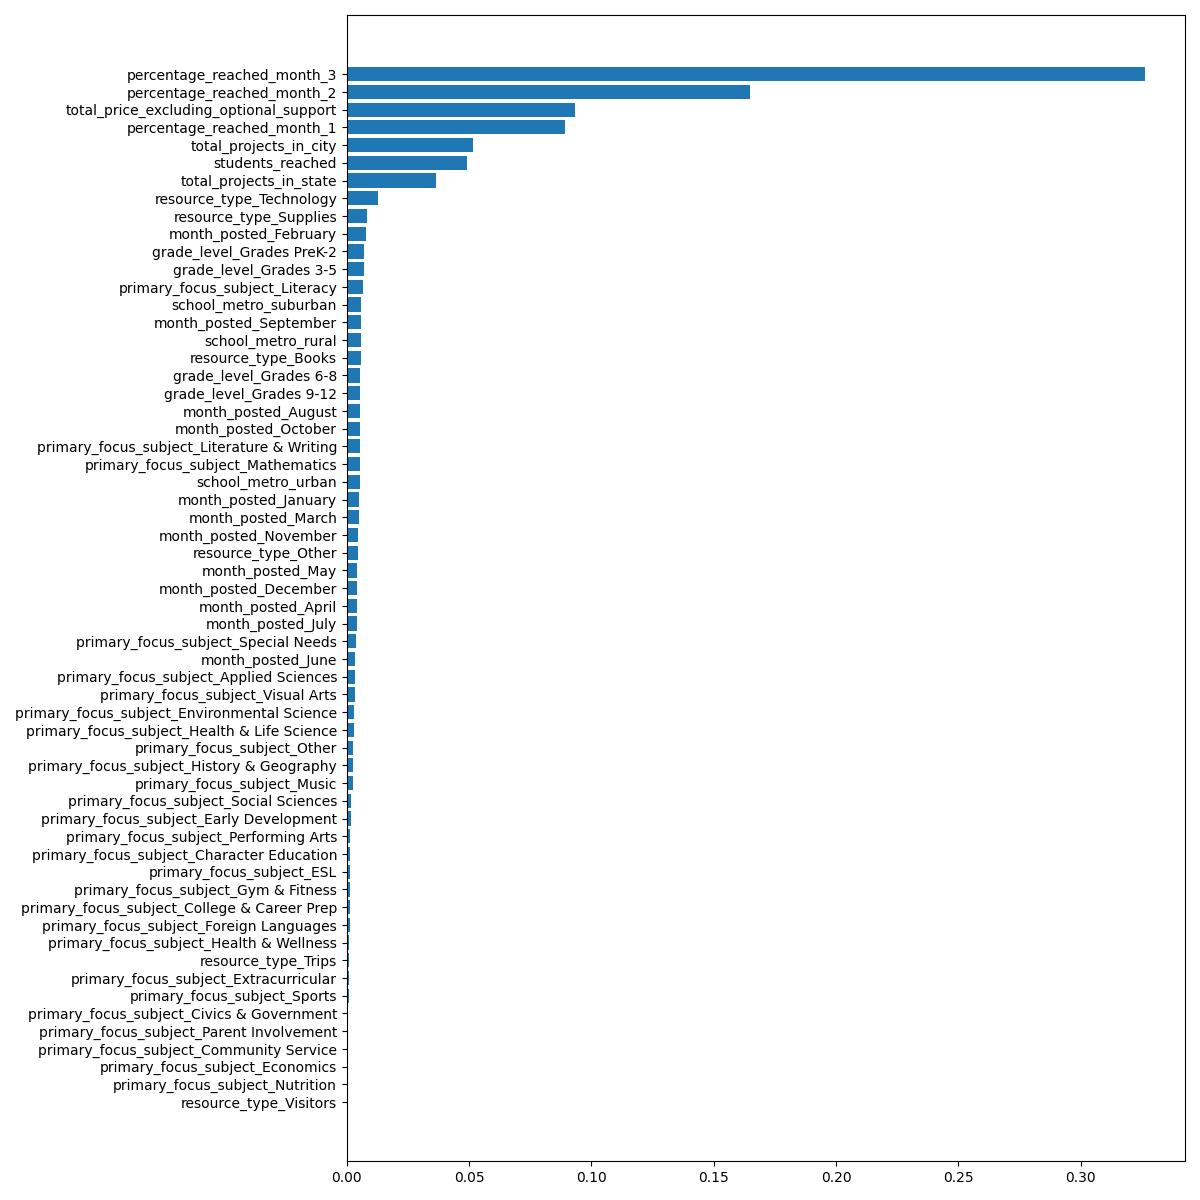 percentage_reached_month_3
percentage_reached_month_2
total_price_excluding_optional_support
percentage_reached_month_1
total_projects_in_city
students_reached
total_projects_in_state
resource_type_Technology
resource_type_Supplies
month_posted_February
grade_level_Grades PreK-2
grade_level_Grades 3-5
primary_focus_subject_Literacy
school_metro_suburban
month_posted_September
school_metro_rural
resource_type_Books
grade_level_Grades 6-8
grade_level_Grades 9-12
month_posted_August
month_posted_October
primary_focus_subject_Literature & Writing
primary_focus_subject_Mathematics
school_metro_urban
month_posted_January
month_posted_March
month_posted_November
resource_type_Other
month_posted_May
month_posted_December
month_posted_April
month_posted_July
primary_focus_subject_Special Needs
month_posted_June
primary_focus_subject_Applied Sciences
primary_focus_subject_Visual Arts
primary_focus_subject_Environmental Science
primary_focus_subject_Health & Life Science
primary_focus_subject_Other
primary_focus_subject_History & Geography
primary_focus_subject_Music
primary_focus_subject_Social Sciences
primary_focus_subject_Early Development
primary_focus_subject_Performing Arts
primary_focus_subject_Character Education
primary_focus_subject_ESL
primary_focus_subject_Gym & Fitness
primary_focus_subject_College & Career Prep
primary_focus_subject_Foreign Languages
primary_focus_subject_Health & Wellness
resource_type_Trips
primary_focus_subject_Extracurricular
primary_focus_subject_Sports
primary_focus_subject_Civics & Government
primary_focus_subject_Parent Involvement
primary_focus_subject_Community Service
primary_focus_subject_Economics
primary_focus_subject_Nutrition
resource_type_Visitors
0.00 0.05 0.10 0.15 0.20 0.25 0.30